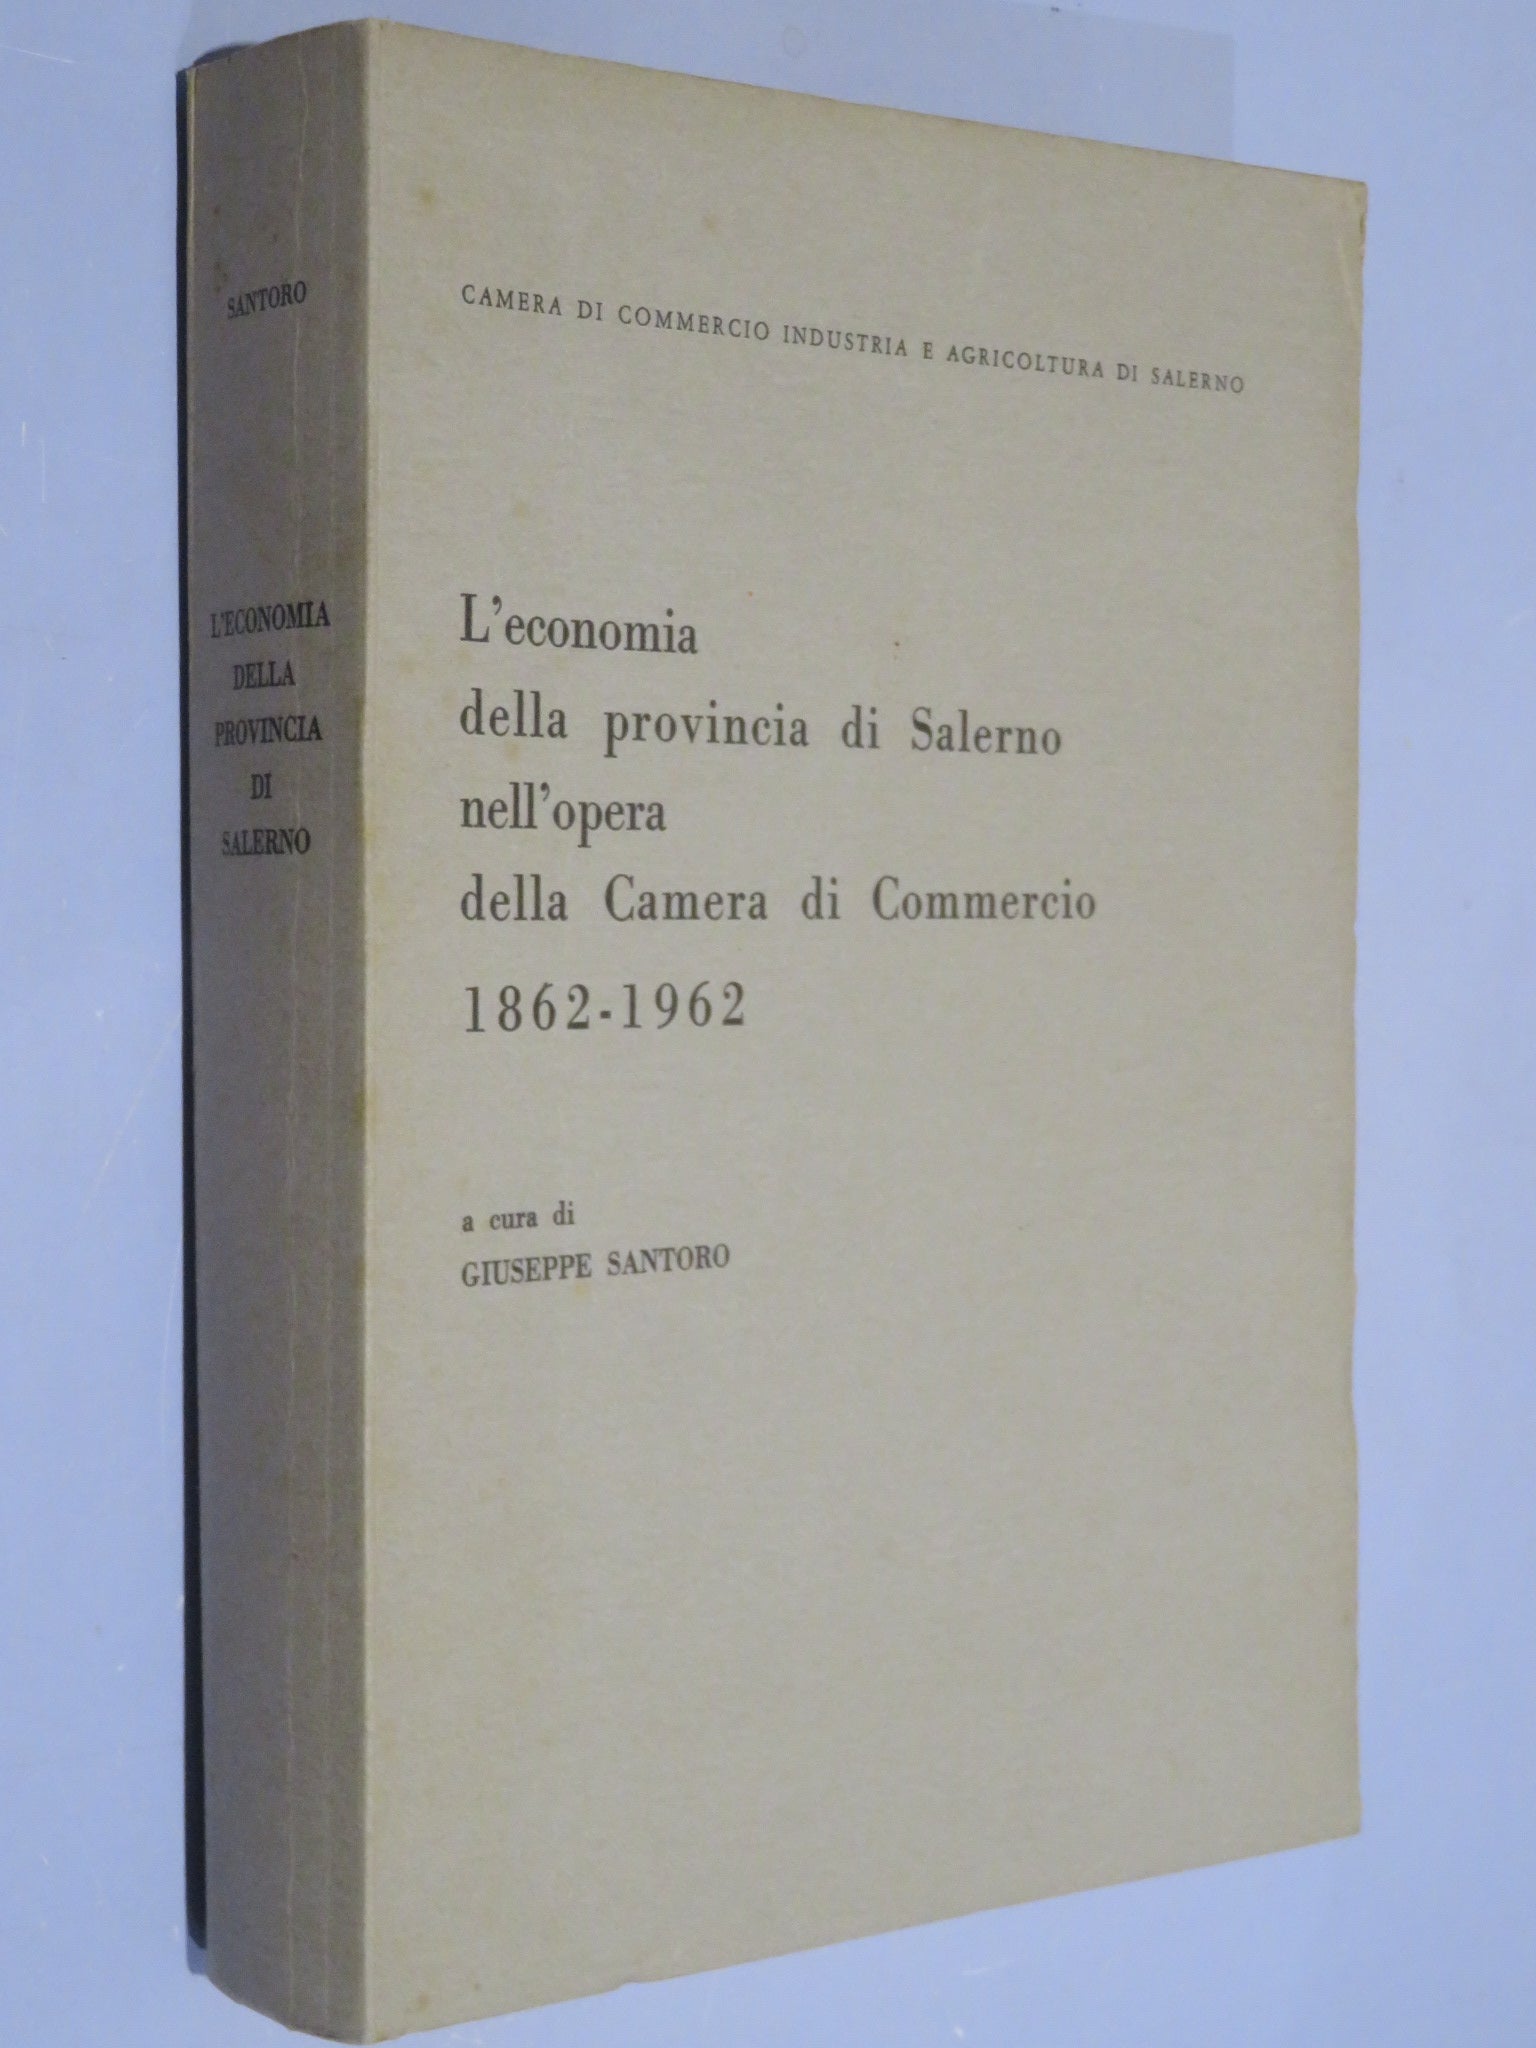 SANTORO
L'ECONOMIA
DELLA
PROVINCIA
DI
SALERNO
CAMERA DI COMMERCIO INDUSTRIA E AGRICOLTURA DI SALERNO
L'economia
della provincia di Salerno
nell'opera
della Camera di Commercio
1862-1962
a cura di
GIUSEPPE SANTORO